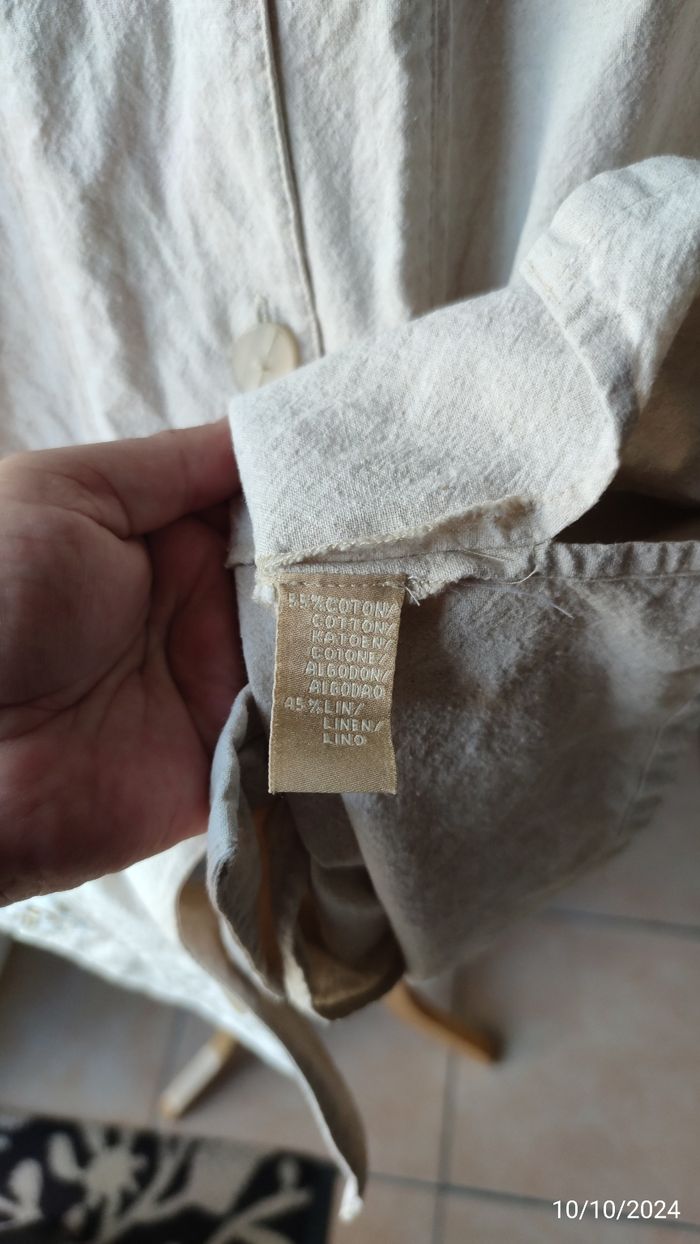 55%COTON/
COTTON/
KATOEN/
COTONE/
ALGODON/
ALGODAO
45%LIN/
LINEN/
LINO
10/10/2024